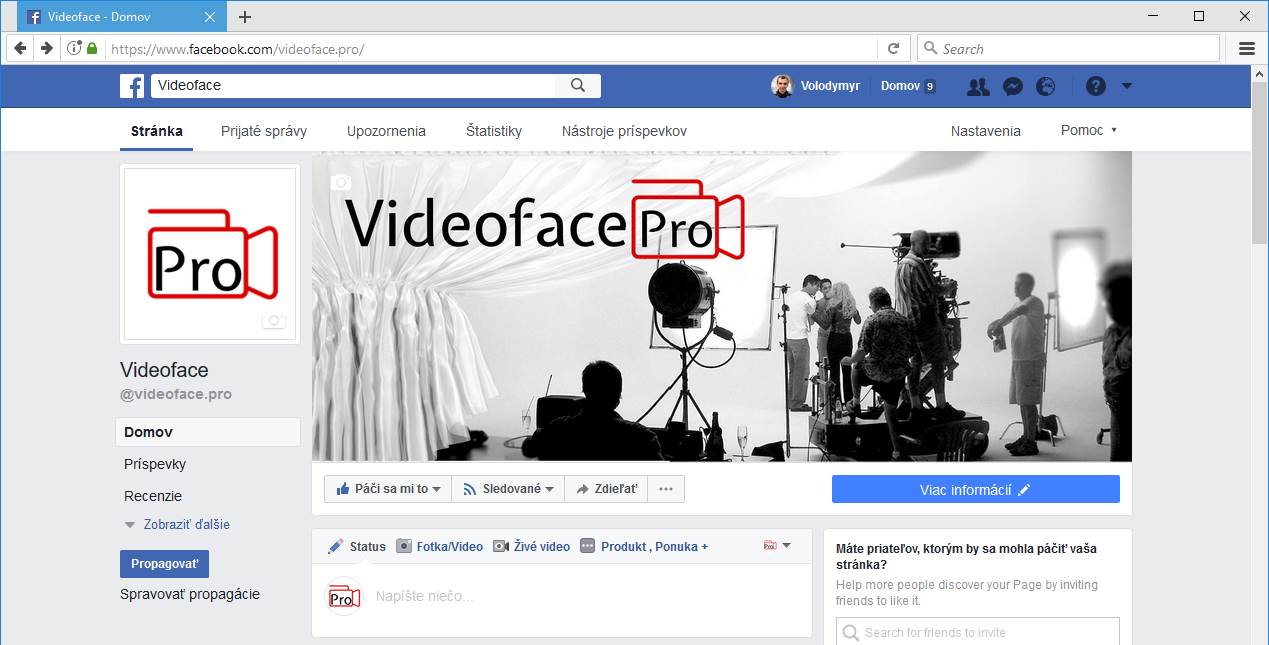 Videoface - Domov
https://www.facebook.com/videoface.pro/
Search
Videoface
Volodymyr
Domov 9
Stránka
Prijaté správy
Upozornenia
Štatistiky
Nástroje príspevkov
Nastavenia
Pomoc
Pro
Videoface Pro
Videoface
@videoface.pro
Domov
Príspevky
Recenzie
Zobraziť ďalšie
Propagovať
Spravovať propagácie
Páči sa mi to
Sledované
Zdieľať
Viac informácií
Status
Fotka/Video
Živé video
Produkt , Ponuka +
Pro
Pro
Napíšte niečo...
Máte priateľov, ktorým by sa mohla páčiť vaša
stránka?
Help more people discover your Page by inviting
friends to like it.
Search for friends to invite